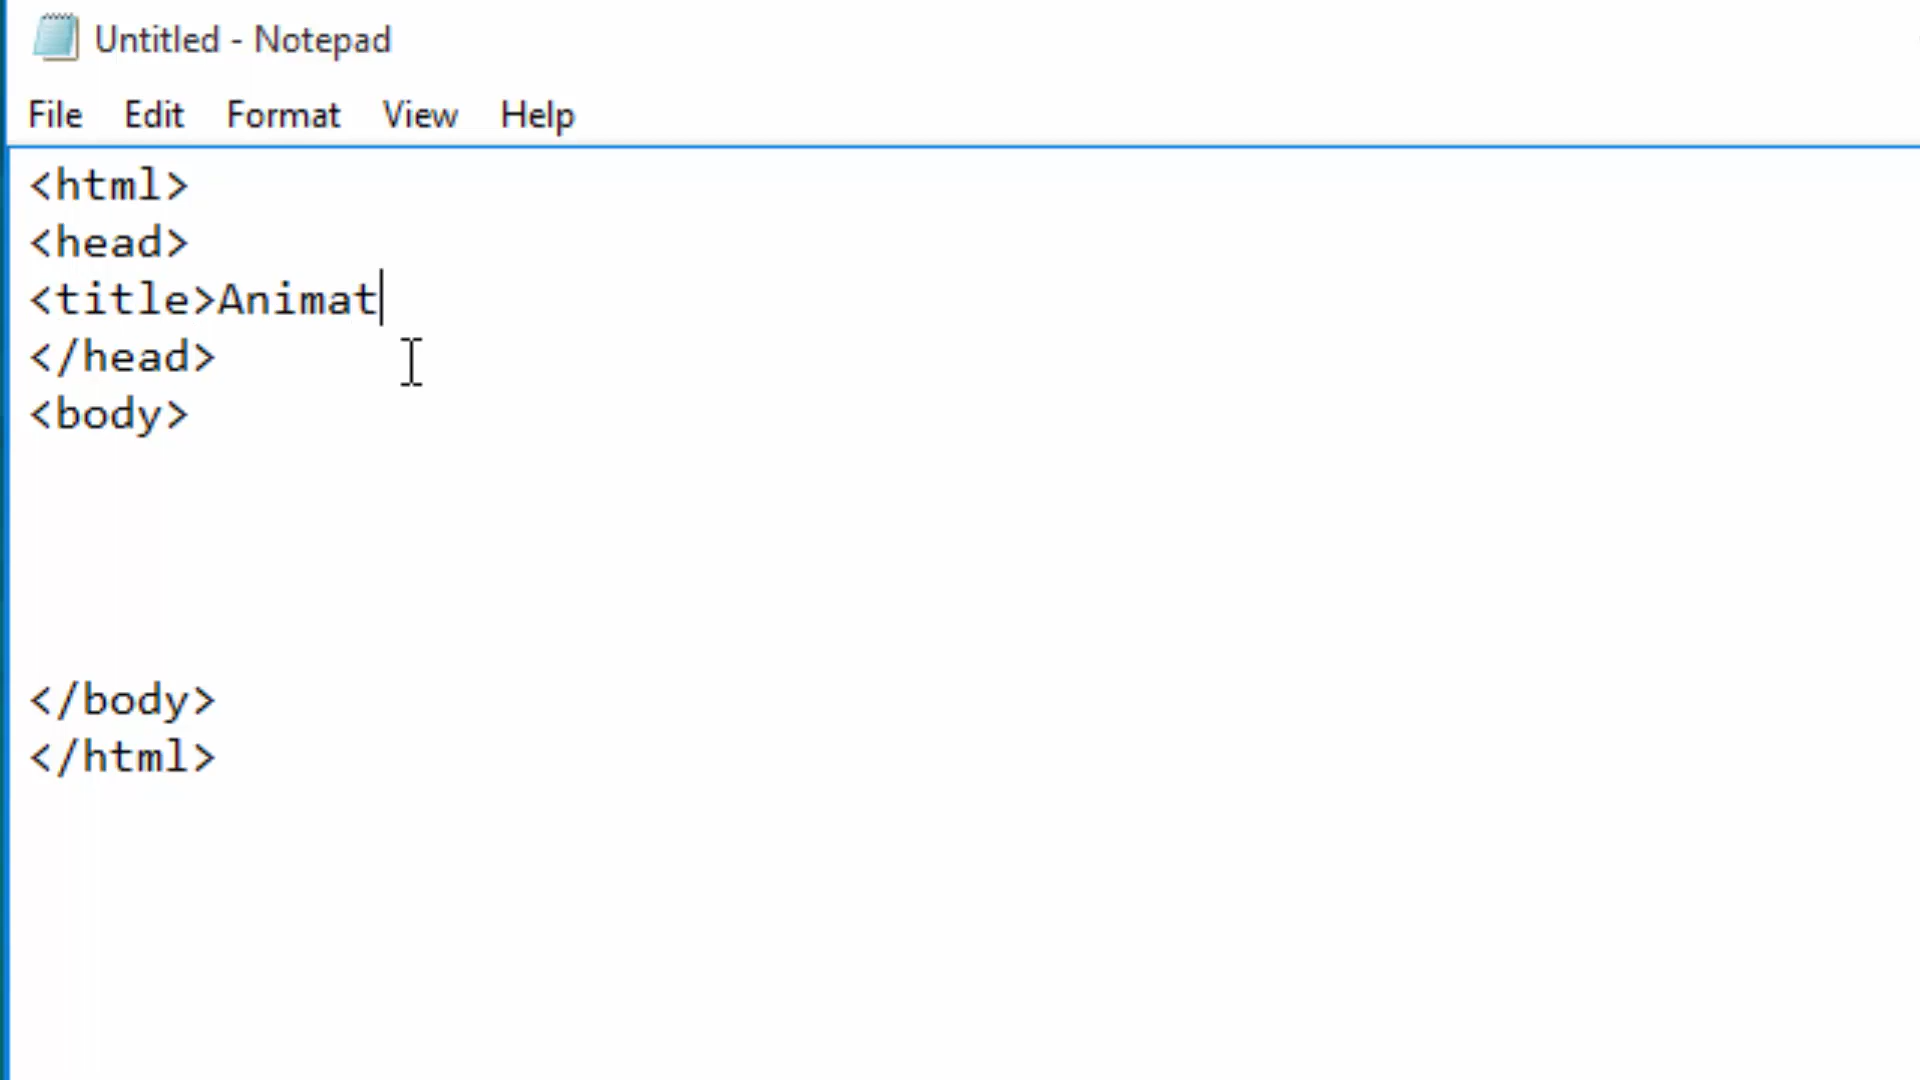 Untitled - Notepad
File Edit Format View Help
<html>
<head>
<title>Animat
</head>
<body>
</body>
</html>